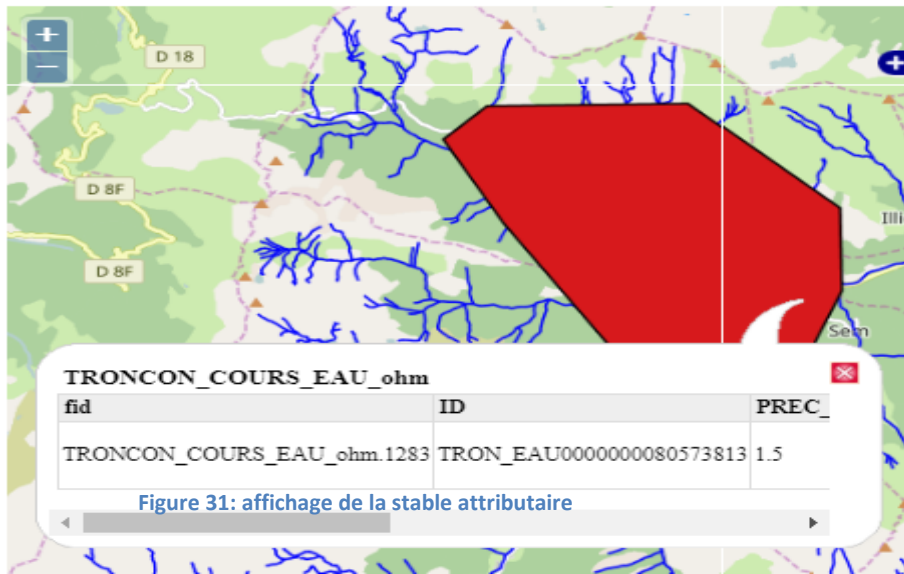 +
−
D 18
+
D 8F
Illi
D 8F
Sem
TRONCON_COURS_EAU_ohm
fid ID PREC_
TRONCON_COURS_EAU_ohm.1283 TRON_EAU0000000080573813 1.5
Figure 31: affichage de la stable attributaire